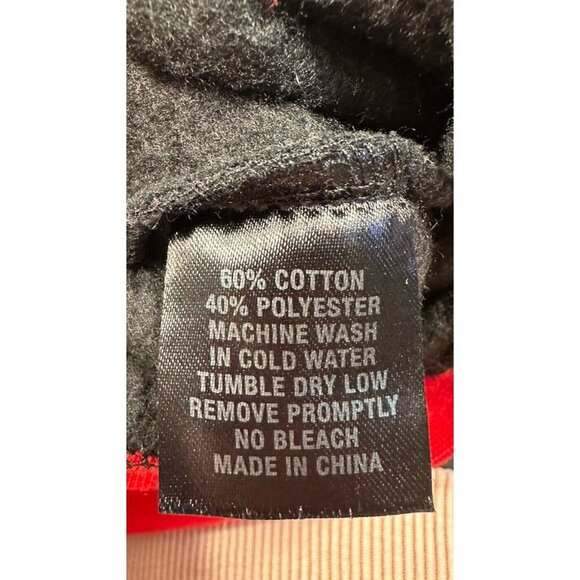 60% COTTON
40% POLYESTER
MACHINE WASH
IN COLD WATER
TUMBLE DRY LOW
REMOVE PROMPTLY
NO BLEACH
MADE IN CHINA